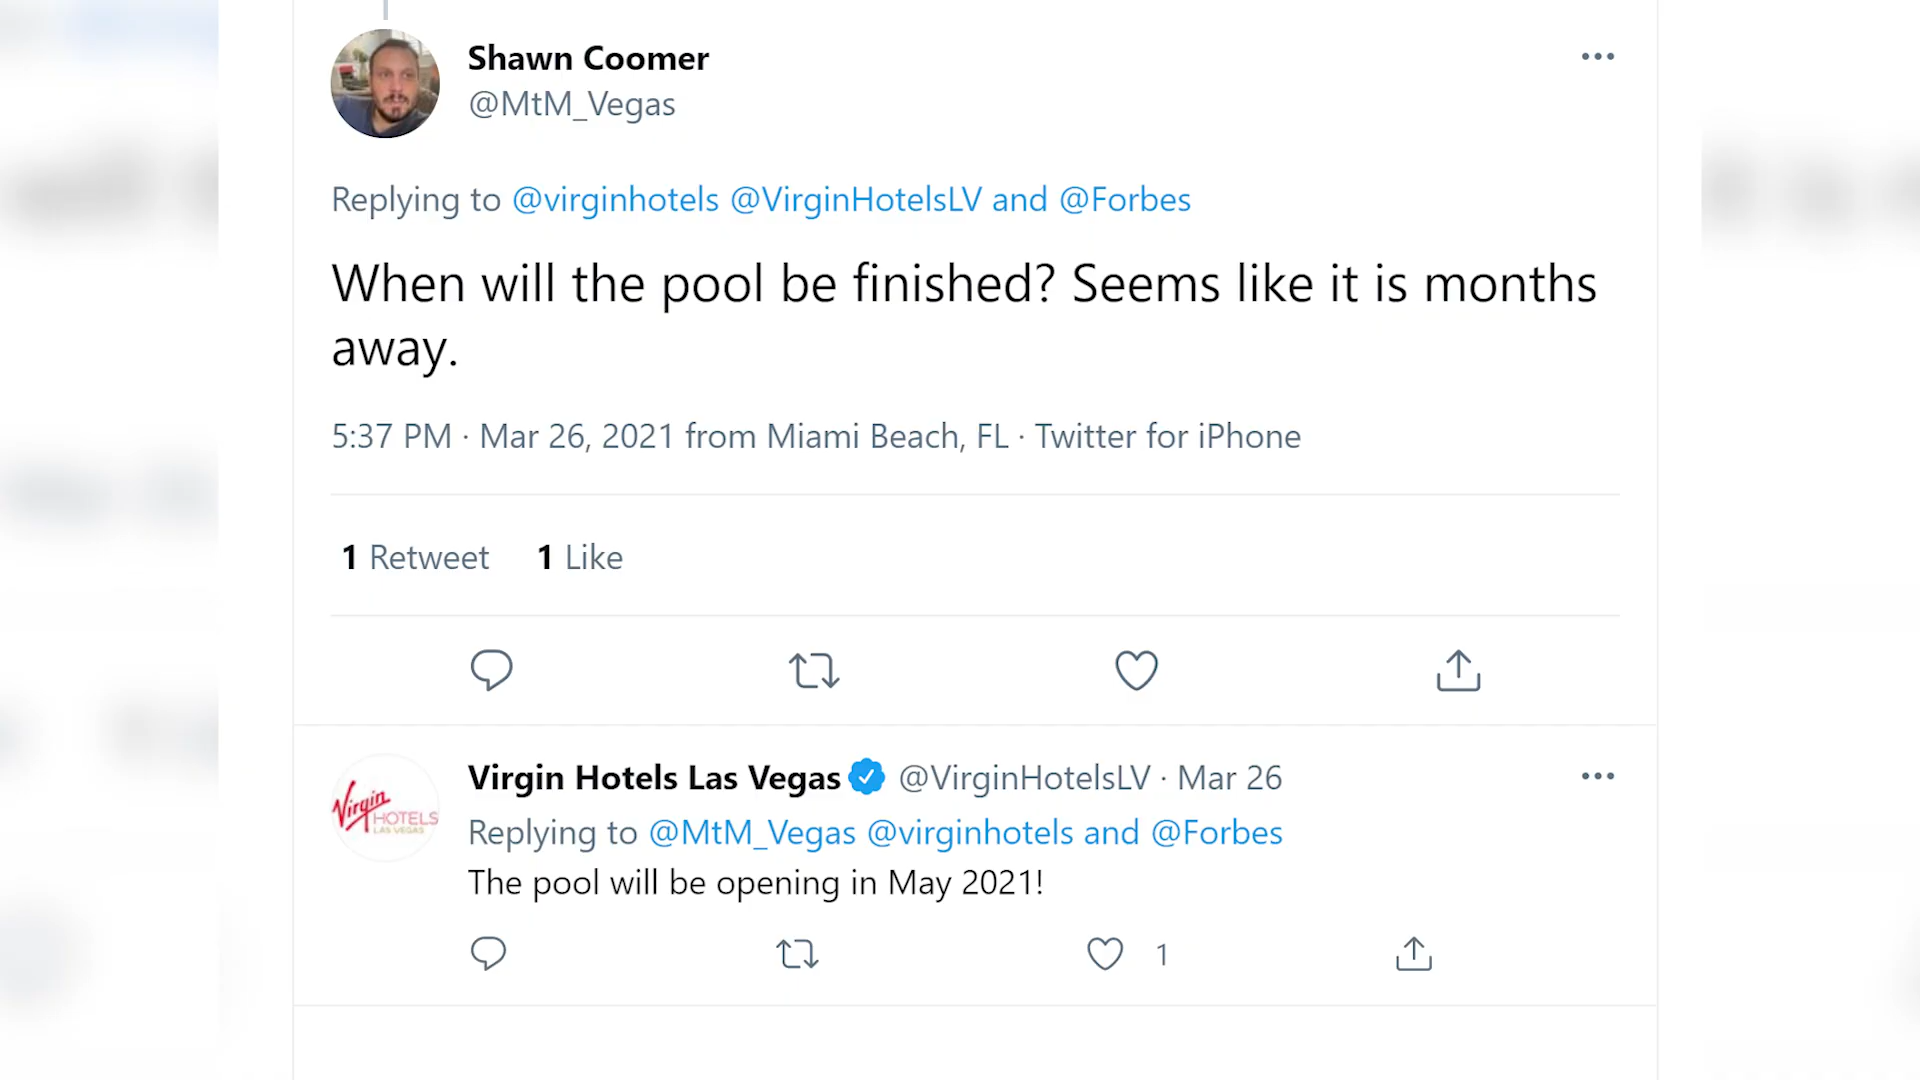 Shawn Coomer
@MtM_Vegas
Replying to @virginhotels @VirginHotelsLV and @Forbes
When will the pool be finished? Seems like it is months
away.
5:37 PM · Mar 26, 2021 from Miami Beach, FL · Twitter for iPhone
1 Retweet 1 Like
Virgin Hotels Las Vegas @VirginHotelsLV · Mar 26
Virgin
HOTELS
LAS VEGAS
Replying to @MtM_Vegas @virginhotels and @Forbes
The pool will be opening in May 2021!
1